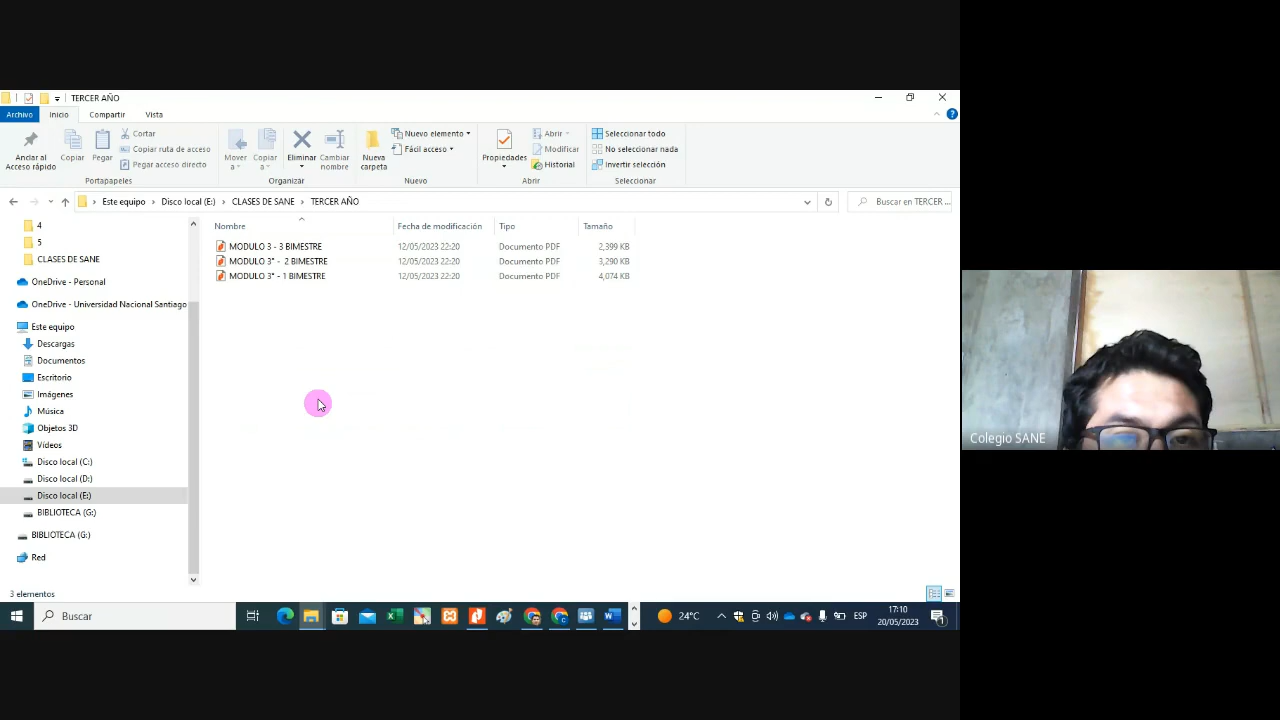 TERCER AÑO
Archivo Inicio Compartir Vista
Anclar al Acceso rápido
Copiar
Pegar
Cortar
Copiar ruta de acceso
Pegar acceso directo
Portapapeles
Mover a
Copiar a
Eliminar
Cambiar nombre
Organizar
Nueva carpeta
Nuevo elemento
Fácil acceso
Nuevo
Propiedades
Abrir
Modificar
Historial
Abrir
Seleccionar todo
No seleccionar nada
Invertir selección
Seleccionar
Este equipo Disco local (E:) CLASES DE SANE TERCER AÑO
Buscar en TERCER ...
4
5
CLASES DE SANE
OneDrive - Personal
OneDrive - Universidad Nacional Santiago
Este equipo
Descargas
Documentos
Escritorio
Imágenes
Música
Objetos 3D
Vídeos
Disco local (C:)
Disco local (D:)
Disco local (E:)
BIBLIOTECA (G:)
BIBLIOTECA (G:)
Red
Nombre Fecha de modificación Tipo Tamaño
MODULO 3 - 3 BIMESTRE 12/05/2023 22:20 Documento PDF 2,399 KB
MODULO 3° - 2 BIMESTRE 12/05/2023 22:20 Documento PDF 3,290 KB
MODULO 3° - 1 BIMESTRE 12/05/2023 22:20 Documento PDF 4,074 KB
3 elementos
Buscar
24°C
ESP
17:10
20/05/2023
Colegio SANE